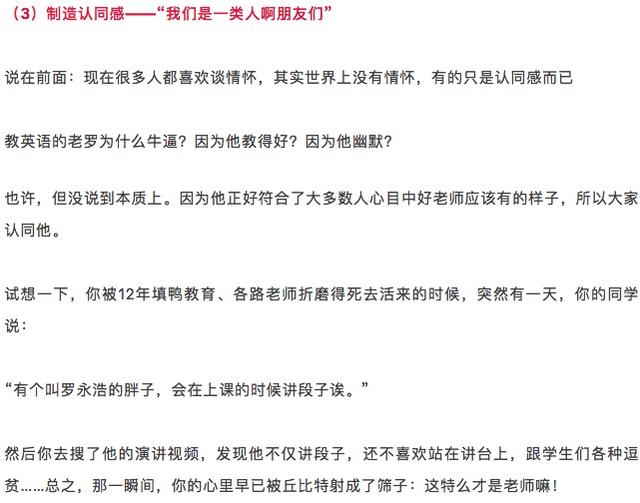 （3）制造认同感——“我们是一类人啊朋友们”
说在前面：现在很多人都喜欢谈情怀，其实世界上没有情怀，有的只是认同感而已
教英语的老罗为什么牛逼？因为他教得好？因为他幽默？
也许，但没说到本质上。因为他正好符合了大多数人心目中好老师应该有的样子，所以大家
认同他。
试想一下，你被12年填鸭教育、各路老师折磨得死去活来的时候，突然有一天，你的同学
说：
“有个叫罗永浩的胖子，会在上课的时候讲段子诶。”
然后你去搜了他的演讲视频，发现他不仅讲段子，还不喜欢站在讲台上，跟学生们各种逗
贫……总之，那一瞬间，你的心里早已被丘比特射成了筛子：这特么才是老师嘛！